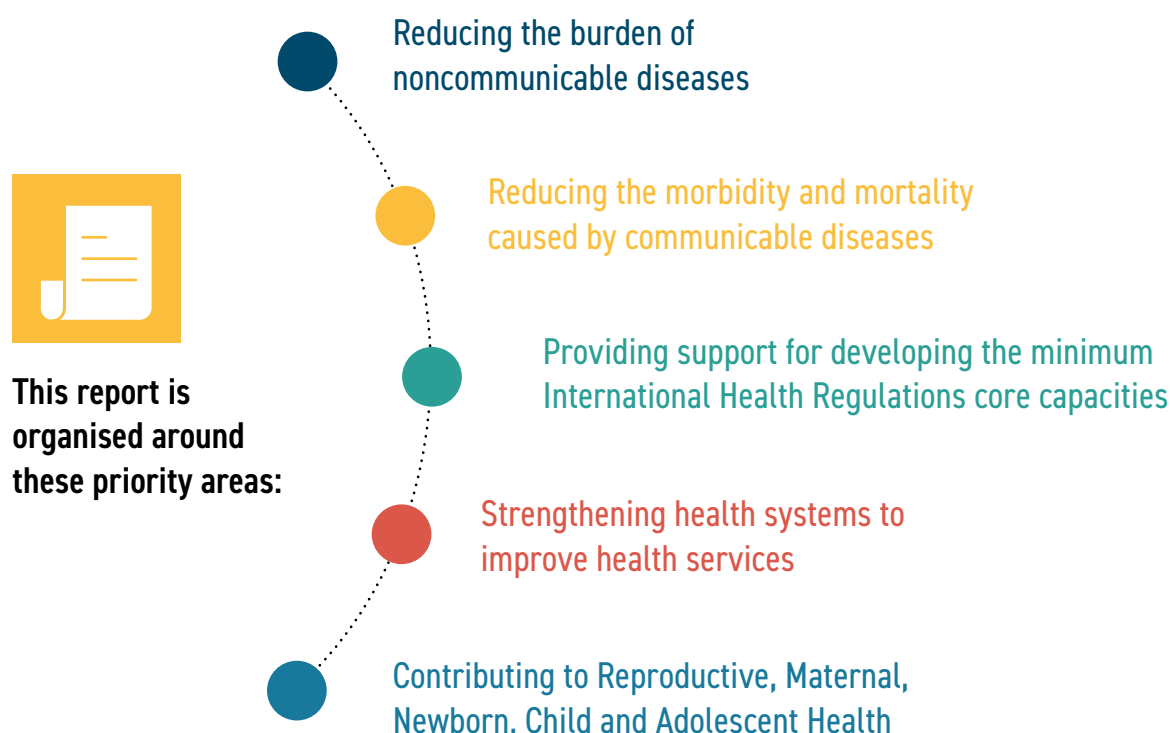 Reducing the burden of
noncommunicable diseases
Reducing the morbidity and mortality
caused by communicable diseases
This report is
organised around
these priority areas:
Providing support for developing the minimum
International Health Regulations core capacities
Strengthening health systems to
improve health services
Contributing to Reproductive, Maternal,
Newborn, Child and Adolescent Health